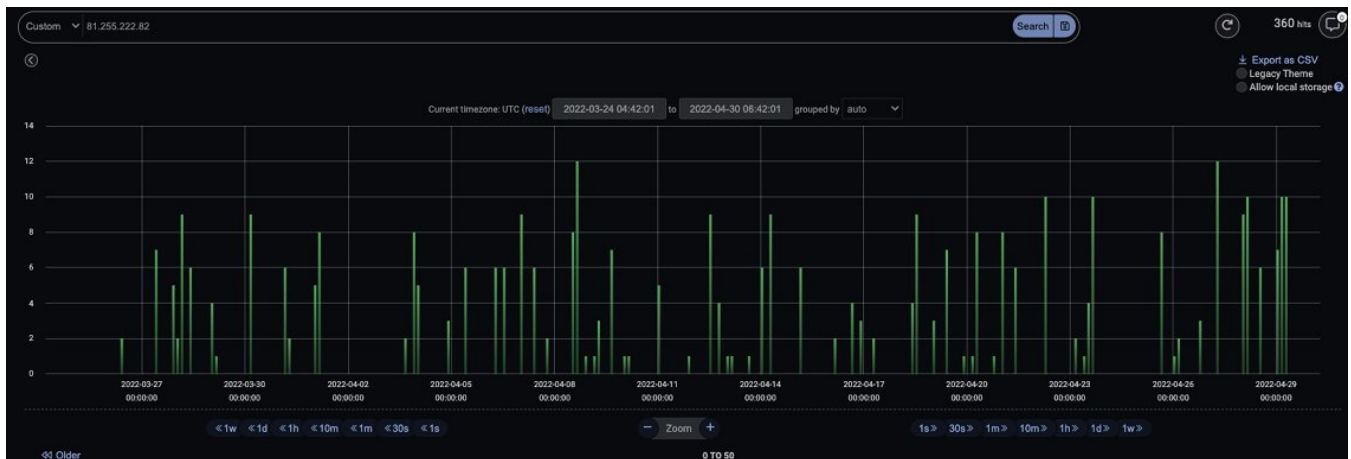 Custom 81.255.222.82 Search 360 hits 0
Export as CSV
Legacy Theme
Allow local storage ?
Current timezone: UTC (reset) 2022-03-24 04:42:01 to 2022-04-30 06:42:01 grouped by auto
14
12
10
8
6
4
2
0
2022-03-27 2022-03-30 2022-04-02 2022-04-05 2022-04-08 2022-04-11 2022-04-14 2022-04-17 2022-04-20 2022-04-23 2022-04-26 2022-04-29
00:00:00 00:00:00 00:00:00 00:00:00 00:00:00 00:00:00 00:00:00 00:00:00 00:00:00 00:00:00 00:00:00 00:00:00
«1w «1d «1h «10m «1m «30s «1s − Zoom + 1s» 30s» 1m» 10m» 1h» 1d» 1w»
Older 0 TO 50